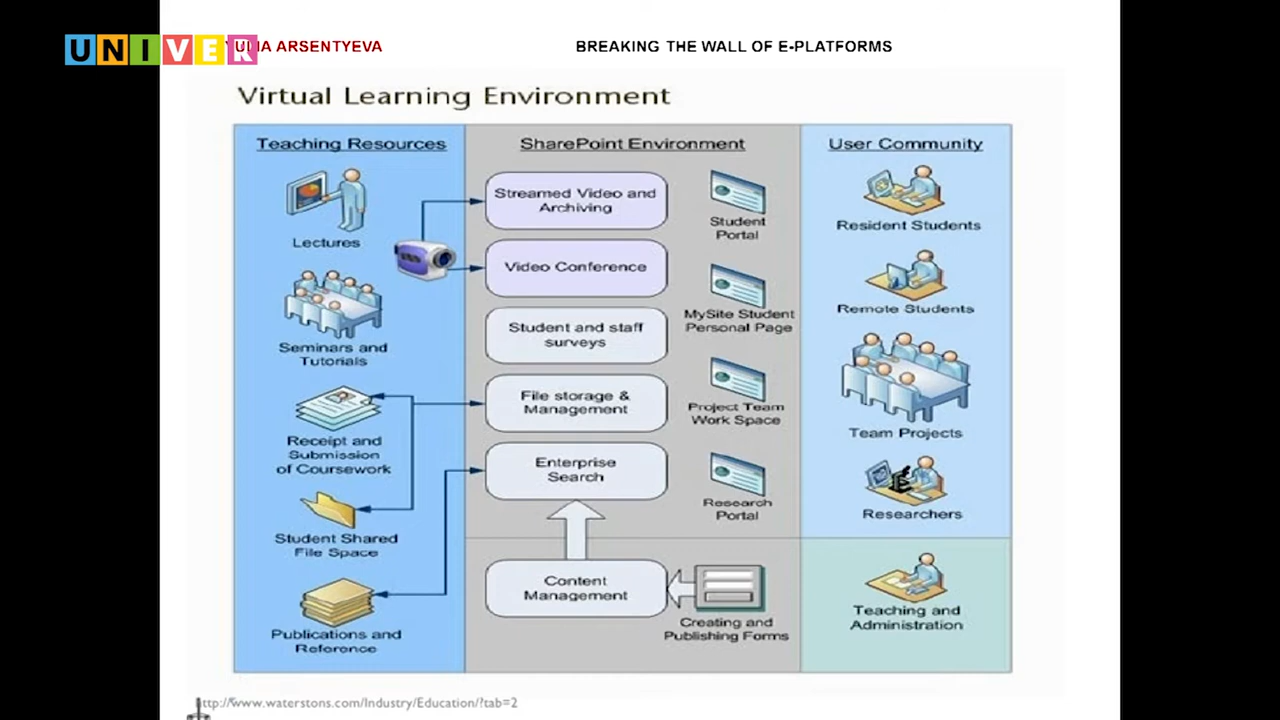 UNIVER
YULIA ARSENTYEVA
BREAKING THE WALL OF E-PLATFORMS
Virtual Learning Environment
Teaching Resources
Lectures
Seminars and
Tutorials
Receipt and
Submission
of Coursework
Student Shared
File Space
Publications and
Reference
SharePoint Environment
Streamed Video and
Archiving
Video Conference
Student and staff
surveys
File storage &
Management
Enterprise
Search
Content
Management
Student
Portal
MySite Student
Personal Page
Project Team
Work Space
Research
Portal
Creating and
Publishing Forms
User Community
Resident Students
Remote Students
Team Projects
Researchers
Teaching and
Administration
http://www.waterstons.com/Industry/Education/?tab=2